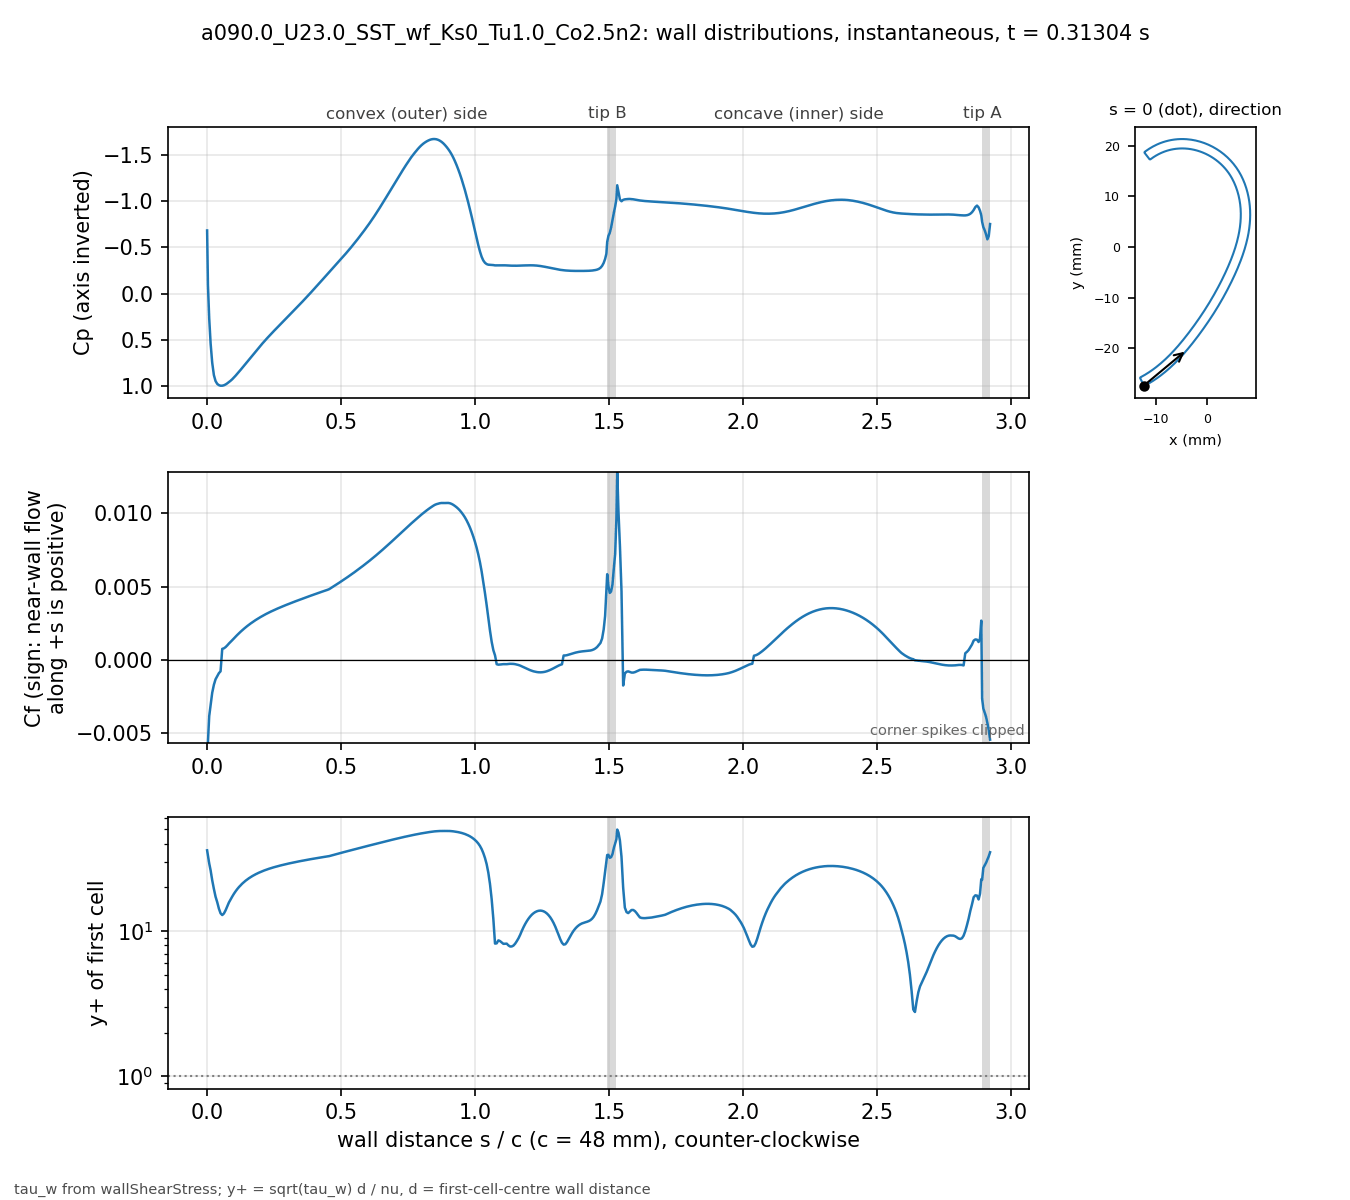 a090.0_U23.0_SST_wf_Ks0_Tu1.0_Co2.5n2: wall distributions, instantaneous, t = 0.31304 s
convex (outer) side
tip B
concave (inner) side
tip A
s = 0 (dot), direction
Cp (axis inverted)
−1.5
−1.0
−0.5
0.0
0.5
1.0
0.0
0.5
1.0
1.5
2.0
2.5
3.0
y (mm)
20
10
0
−10
−20
−10
0
x (mm)
Cf (sign: near-wall flow
along +s is positive)
0.010
0.005
0.000
−0.005
corner spikes clipped
0.0
0.5
1.0
1.5
2.0
2.5
3.0
y+ of first cell
10¹
10⁰
0.0
0.5
1.0
1.5
2.0
2.5
3.0
wall distance s / c (c = 48 mm), counter-clockwise
tau_w from wallShearStress; y+ = sqrt(tau_w) d / nu, d = first-cell-centre wall distance